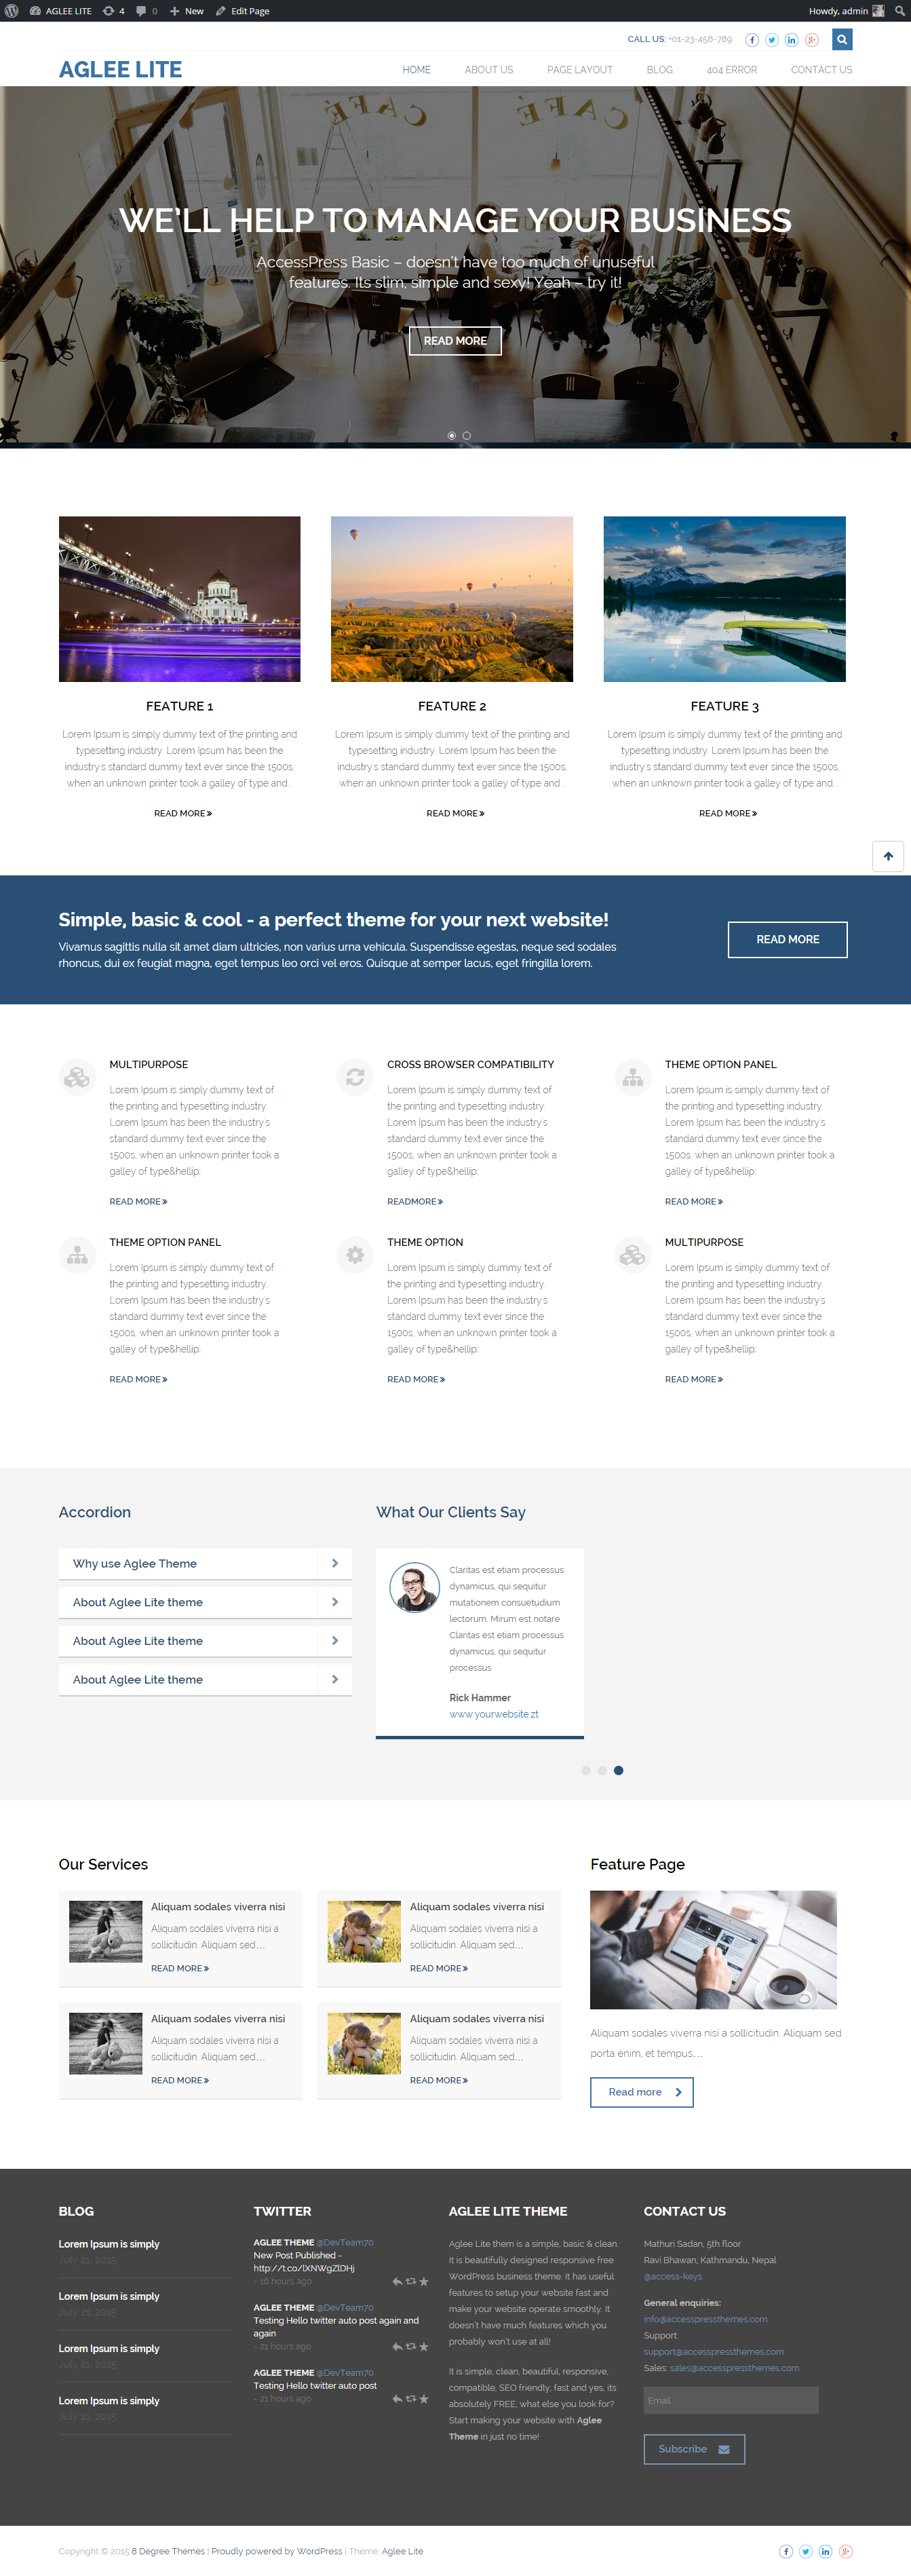 AGLEE LITE 4 0 New Edit Page Howdy, admin
CALL US: +01-23-456-789
AGLEE LITE
HOME ABOUT US PAGE LAYOUT BLOG 404 ERROR CONTACT US
CAFÉ CAFÉ
WE'LL HELP TO MANAGE YOUR BUSINESS
AccessPress Basic – doesn't have too much of unuseful
features. Its slim, simple and sexy! Yeah – try it!
READ MORE
FEATURE 1
Lorem Ipsum is simply dummy text of the printing and
typesetting industry. Lorem Ipsum has been the
industry's standard dummy text ever since the 1500s,
when an unknown printer took a galley of type and...
READ MORE
FEATURE 2
Lorem Ipsum is simply dummy text of the printing and
typesetting industry. Lorem Ipsum has been the
industry's standard dummy text ever since the 1500s,
when an unknown printer took a galley of type and...
READ MORE
FEATURE 3
Lorem Ipsum is simply dummy text of the printing and
typesetting industry. Lorem Ipsum has been the
industry's standard dummy text ever since the 1500s,
when an unknown printer took a galley of type and...
READ MORE
Simple, basic & cool - a perfect theme for your next website!
Vivamus sagittis nulla sit amet diam ultricies, non varius urna vehicula. Suspendisse egestas, neque sed sodales
rhoncus, dui ex feugiat magna, eget tempus leo orci vel eros. Quisque at semper lacus, eget fringilla lorem.
READ MORE
MULTIPURPOSE
Lorem Ipsum is simply dummy text of
the printing and typesetting industry.
Lorem Ipsum has been the industry's
standard dummy text ever since the
1500s, when an unknown printer took a
galley of type&hellip;
READ MORE
CROSS BROWSER COMPATIBILITY
Lorem Ipsum is simply dummy text of
the printing and typesetting industry.
Lorem Ipsum has been the industry's
standard dummy text ever since the
1500s, when an unknown printer took a
galley of type&hellip;
READMORE
THEME OPTION PANEL
Lorem Ipsum is simply dummy text of
the printing and typesetting industry.
Lorem Ipsum has been the industry's
standard dummy text ever since the
1500s, when an unknown printer took a
galley of type&hellip;
READ MORE
THEME OPTION PANEL
Lorem Ipsum is simply dummy text of
the printing and typesetting industry.
Lorem Ipsum has been the industry's
standard dummy text ever since the
1500s, when an unknown printer took a
galley of type&hellip;
READ MORE
THEME OPTION
Lorem Ipsum is simply dummy text of
the printing and typesetting industry.
Lorem Ipsum has been the industry's
standard dummy text ever since the
1500s, when an unknown printer took a
galley of type&hellip;
READ MORE
MULTIPURPOSE
Lorem Ipsum is simply dummy text of
the printing and typesetting industry.
Lorem Ipsum has been the industry's
standard dummy text ever since the
1500s, when an unknown printer took a
galley of type&hellip;
READ MORE
Accordion
Why use Aglee Theme
About Aglee Lite theme
About Aglee Lite theme
About Aglee Lite theme
What Our Clients Say
Claritas est etiam processus
dynamicus, qui sequitur
mutationem consuetudium
lectorum. Mirum est notare
Claritas est etiam processus
dynamicus, qui sequitur
processus
Rick Hammer
www.yourwebsite.zt
Our Services
Aliquam sodales viverra nisi
Aliquam sodales viverra nisi a
sollicitudin. Aliquam sed...
READ MORE
Aliquam sodales viverra nisi
Aliquam sodales viverra nisi a
sollicitudin. Aliquam sed...
READ MORE
Aliquam sodales viverra nisi
Aliquam sodales viverra nisi a
sollicitudin. Aliquam sed...
READ MORE
Aliquam sodales viverra nisi
Aliquam sodales viverra nisi a
sollicitudin. Aliquam sed...
READ MORE
Feature Page
Aliquam sodales viverra nisi a sollicitudin. Aliquam sed
porta enim, et tempus...
Read more
BLOG
Lorem Ipsum is simply
July 21, 2015
Lorem Ipsum is simply
July 21, 2015
Lorem Ipsum is simply
July 21, 2015
Lorem Ipsum is simply
July 21, 2015
TWITTER
AGLEE THEME @DevTeam70
New Post Published -
http://t.co/lXNWgZlDHj
- 16 hours ago
AGLEE THEME @DevTeam70
Testing Hello twitter auto post again and
again
- 21 hours ago
AGLEE THEME @DevTeam70
Testing Hello twitter auto post
- 21 hours ago
AGLEE LITE THEME
Aglee Lite them is a simple, basic & clean.
It is beautifully designed responsive free
WordPress business theme. It has useful
features to setup your website fast and
make your website operate smoothly. It
doesn't have much features which you
probably won't use at all!
It is simple, clean, beautiful, responsive,
compatible, SEO friendly, fast and yes, its
absolutely FREE, what else you look for?
Start making your website with Aglee
Theme in just no time!
CONTACT US
Mathuri Sadan, 5th floor
Ravi Bhawan, Kathmandu, Nepal
@access-keys
General enquiries:
info@accesspressthemes.com
Support:
support@accesspressthemes.com
Sales: sales@accesspressthemes.com
Email
Subscribe
Copyright © 2015 8 Degree Themes | Proudly powered by WordPress | Theme: Aglee Lite